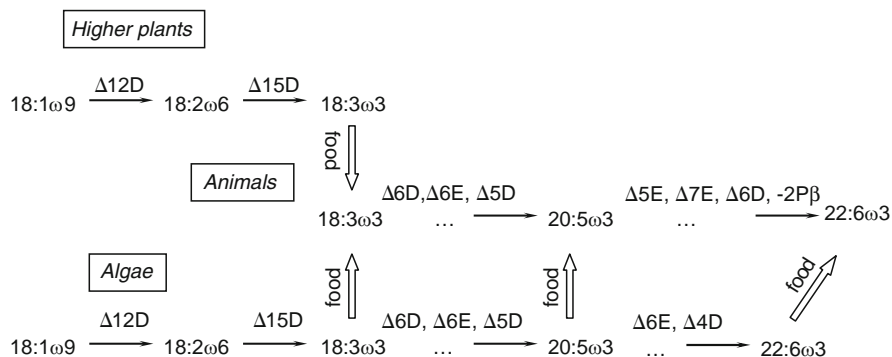 Higher plants
Δ12D Δ15D
18:1ω9 18:2ω6 18:3ω3
food
Animals
Δ6D,Δ6E, Δ5D Δ5E, Δ7E, Δ6D, -2Pβ
18:3ω3 ... 20:5ω3 ... 22:6ω3
Algae
food food food
Δ12D Δ15D Δ6D, Δ6E, Δ5D Δ6E, Δ4D
18:1ω9 18:2ω6 18:3ω3 ... 20:5ω3 ... 22:6ω3